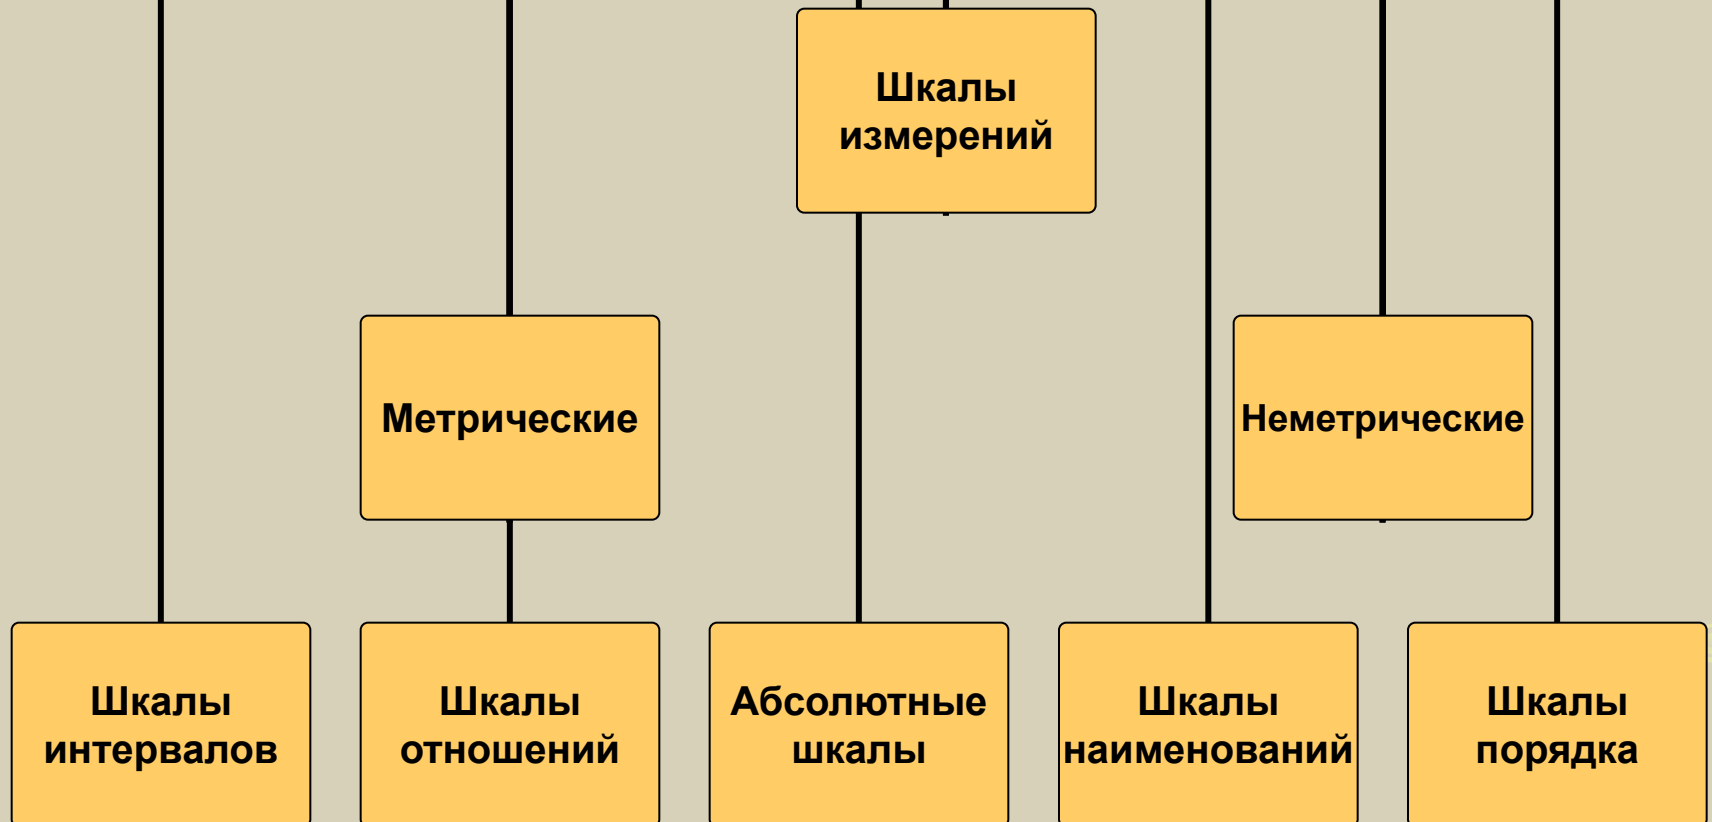 Шкалы
измерений
Метрические
Неметрические
Шкалы
интервалов
Шкалы
отношений
Абсолютные
шкалы
Шкалы
наименований
Шкалы
порядка